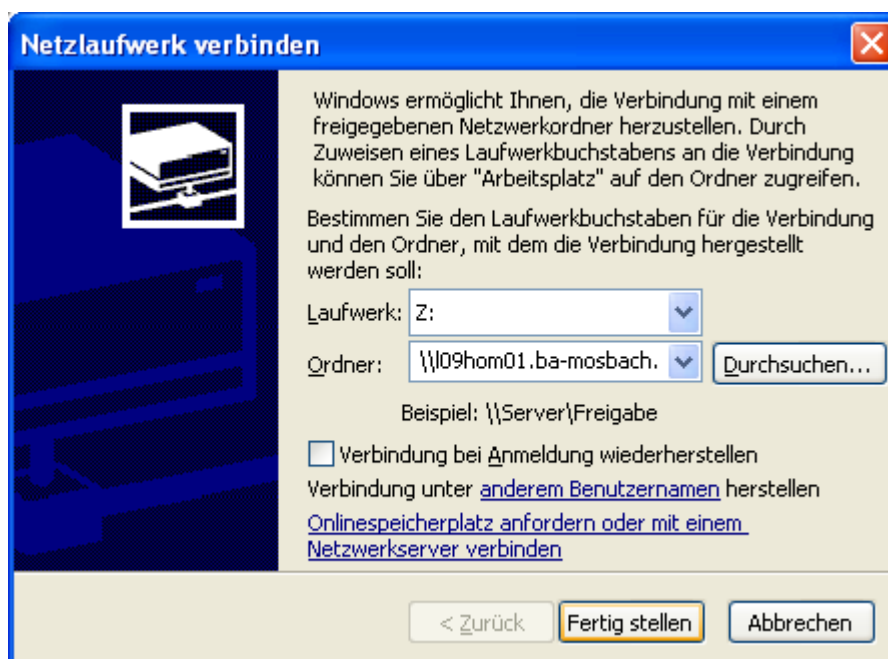 Netzlaufwerk verbinden
Windows ermöglicht Ihnen, die Verbindung mit einem
freigegebenen Netzwerkordner herzustellen. Durch
Zuweisen eines Laufwerkbuchstabens an die Verbindung
können Sie über "Arbeitsplatz" auf den Ordner zugreifen.
Bestimmen Sie den Laufwerkbuchstaben für die Verbindung
und den Ordner, mit dem die Verbindung hergestellt
werden soll:
Laufwerk: Z:
Ordner: \\l09hom01.ba-mosbach. Durchsuchen...
Beispiel: \\Server\Freigabe
Verbindung bei Anmeldung wiederherstellen
Verbindung unter anderem Benutzernamen herstellen
Onlinespeicherplatz anfordern oder mit einem
Netzwerkserver verbinden
< Zurück Fertig stellen Abbrechen